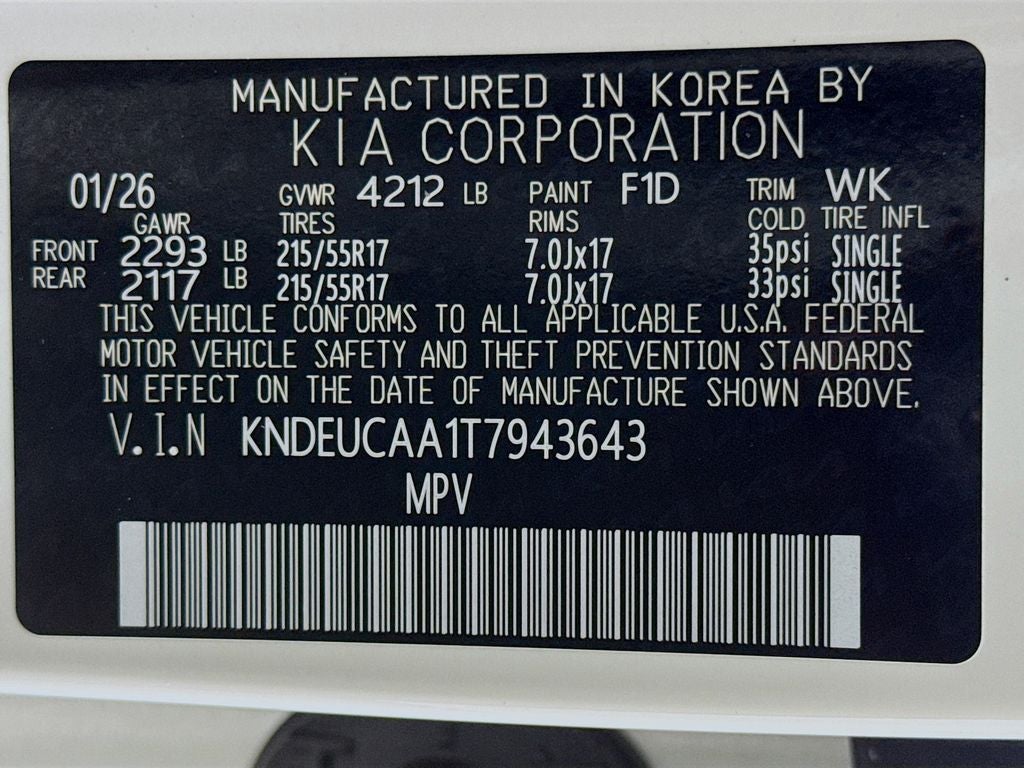 MANUFACTURED IN KOREA BY
KIA CORPORATION
01/26 GVWR 4212 LB PAINT F1D TRIM WK
GAWR TIRES RIMS COLD TIRE INFL
FRONT 2293 LB 215/55R17 7.0Jx17 35psi SINGLE
REAR 2117 LB 215/55R17 7.0Jx17 33psi SINGLE
THIS VEHICLE CONFORMS TO ALL APPLICABLE U.S.A. FEDERAL
MOTOR VEHICLE SAFETY AND THEFT PREVENTION STANDARDS
IN EFFECT ON THE DATE OF MANUFACTURE SHOWN ABOVE.
V.I.N KNDEUCAA1T7943643
MPV